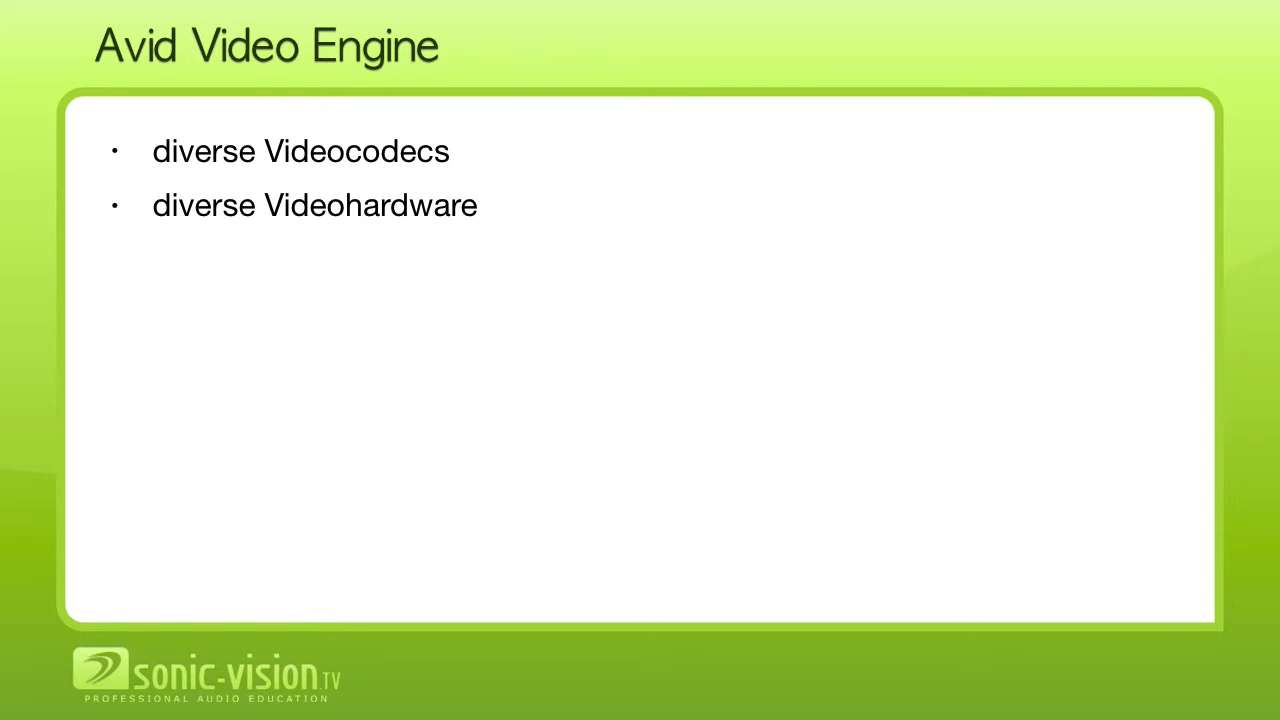 Avid Video Engine
• diverse Videocodecs
• diverse Videohardware
sonic-vision.TV
PROFESSIONAL AUDIO EDUCATION